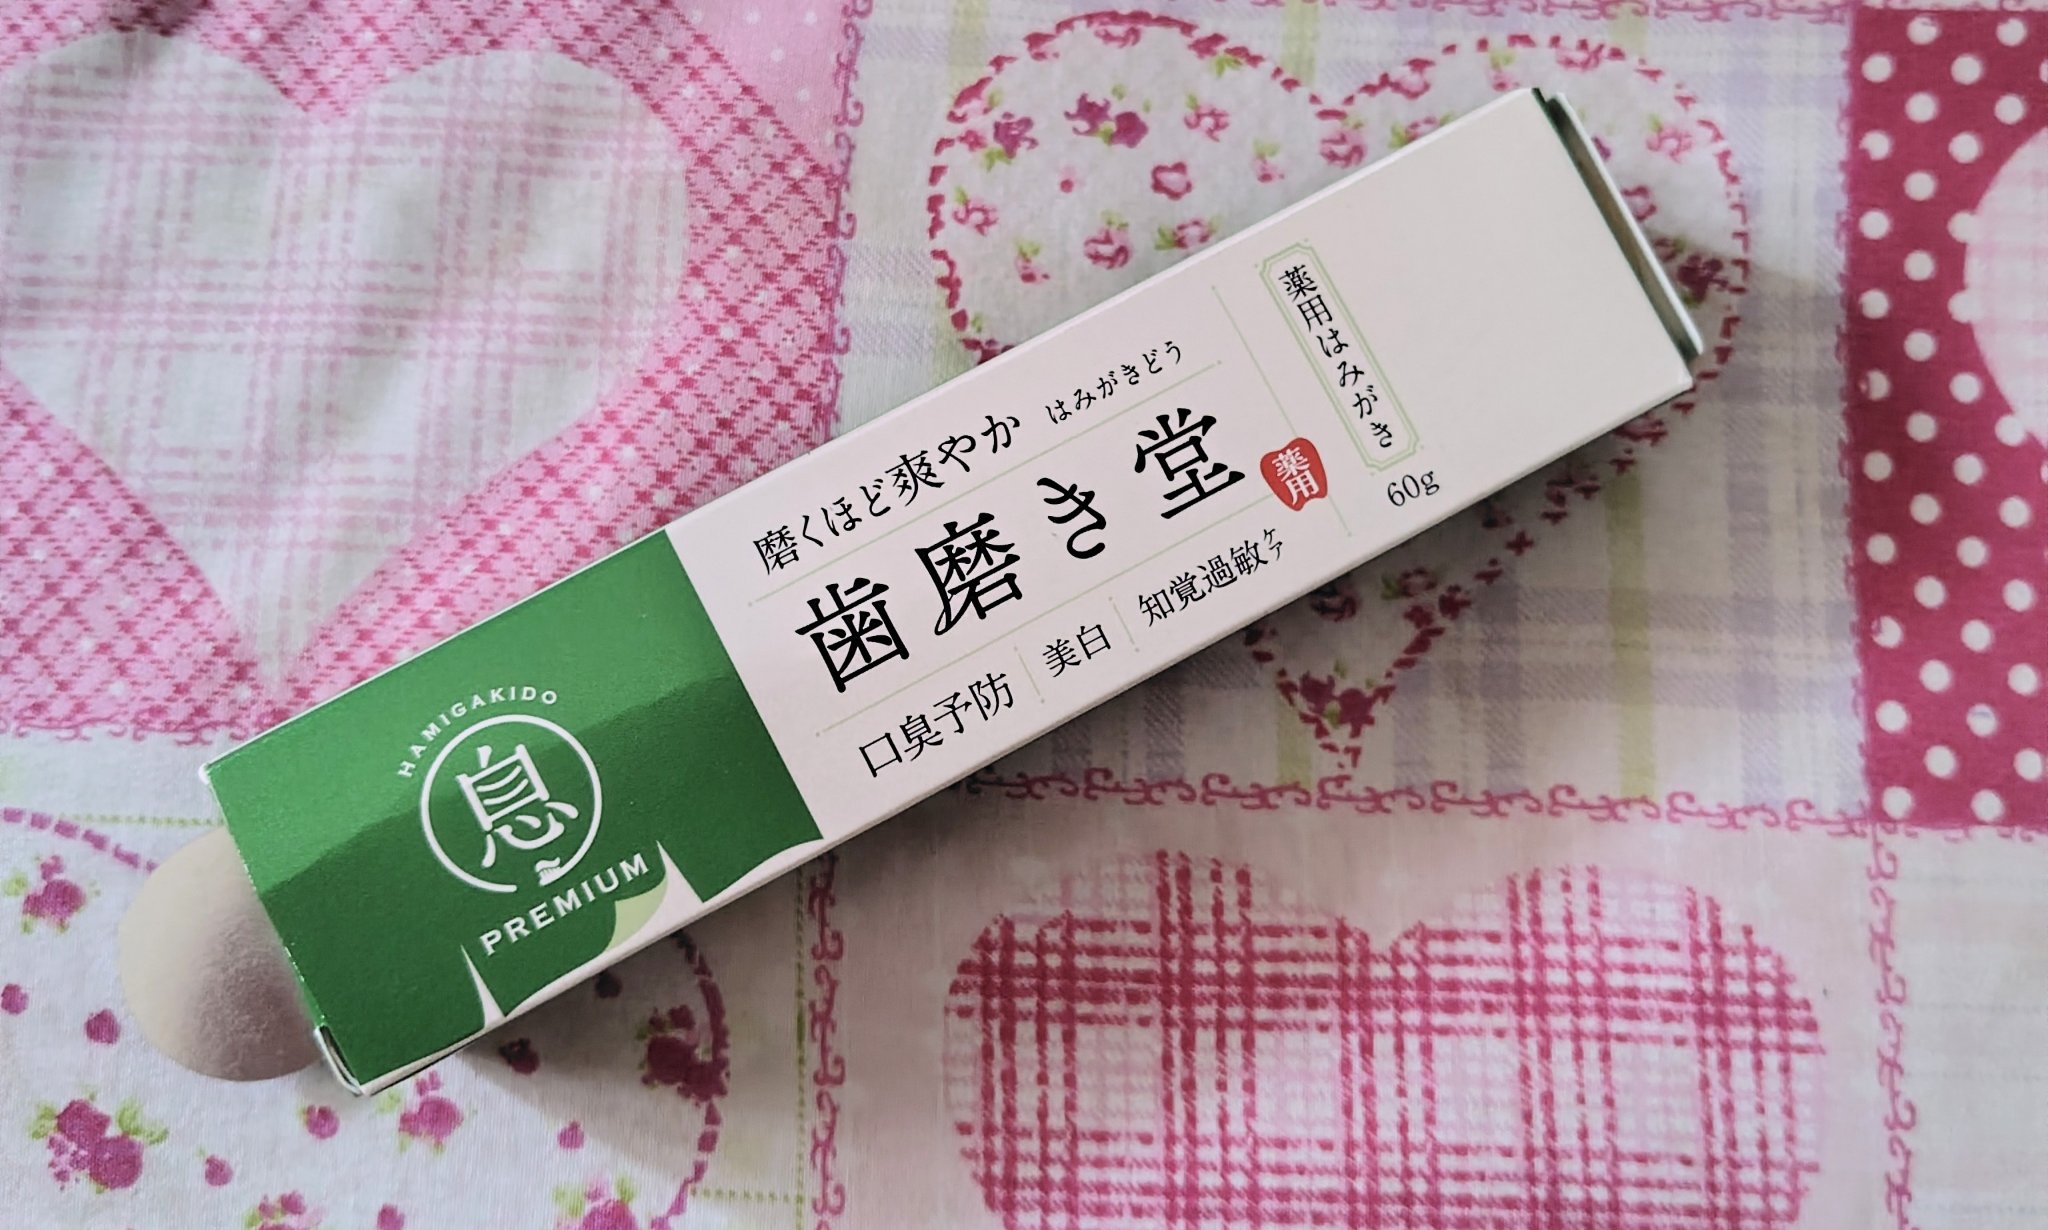 HAMIGAKIDO
息
PREMIUM
磨くほど爽やか はみがきどう
歯磨き堂
薬用
口臭予防 美白 知覚過敏ケア
薬用はみがき
60g